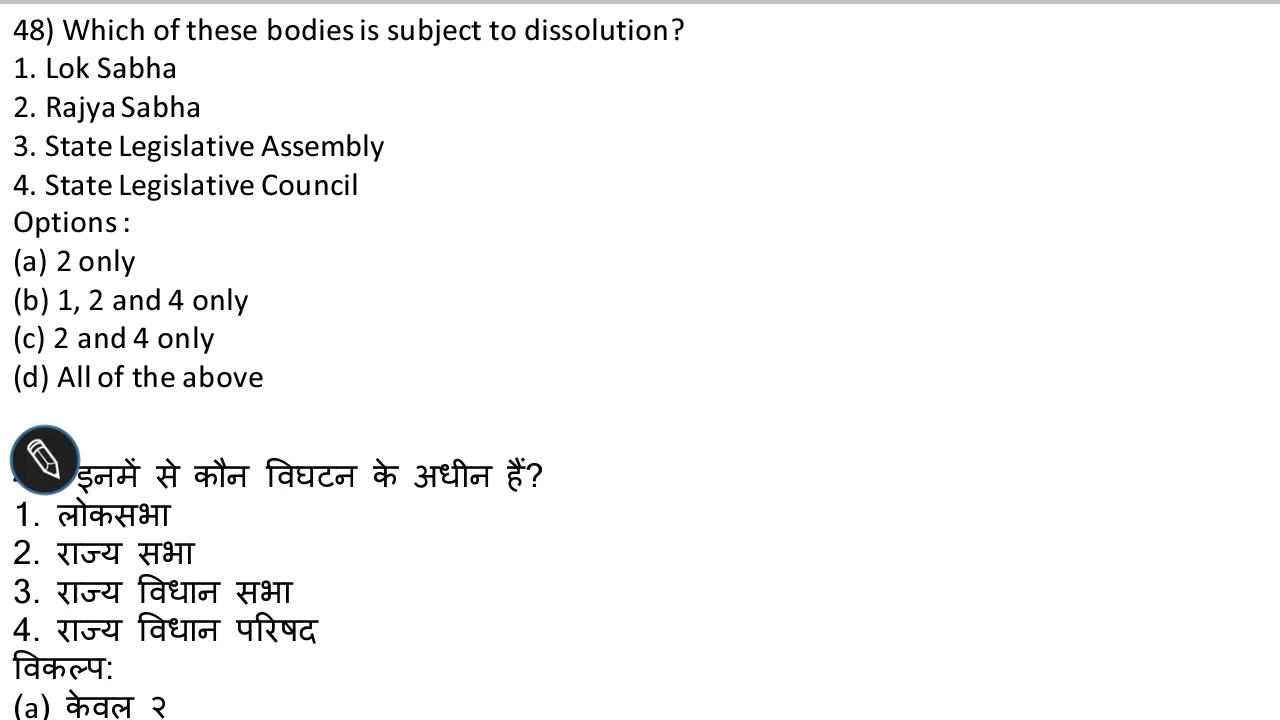 48) Which of these bodies is subject to dissolution?
1. Lok Sabha
2. Rajya Sabha
3. State Legislative Assembly
4. State Legislative Council
Options :
(a) 2 only
(b) 1, 2 and 4 only
(c) 2 and 4 only
(d) All of the above
इनमें से कौन विघटन के अधीन हैं?
1. लोकसभा
2. राज्य सभा
3. राज्य विधान सभा
4. राज्य विधान परिषद
विकल्प:
(a) केवल २